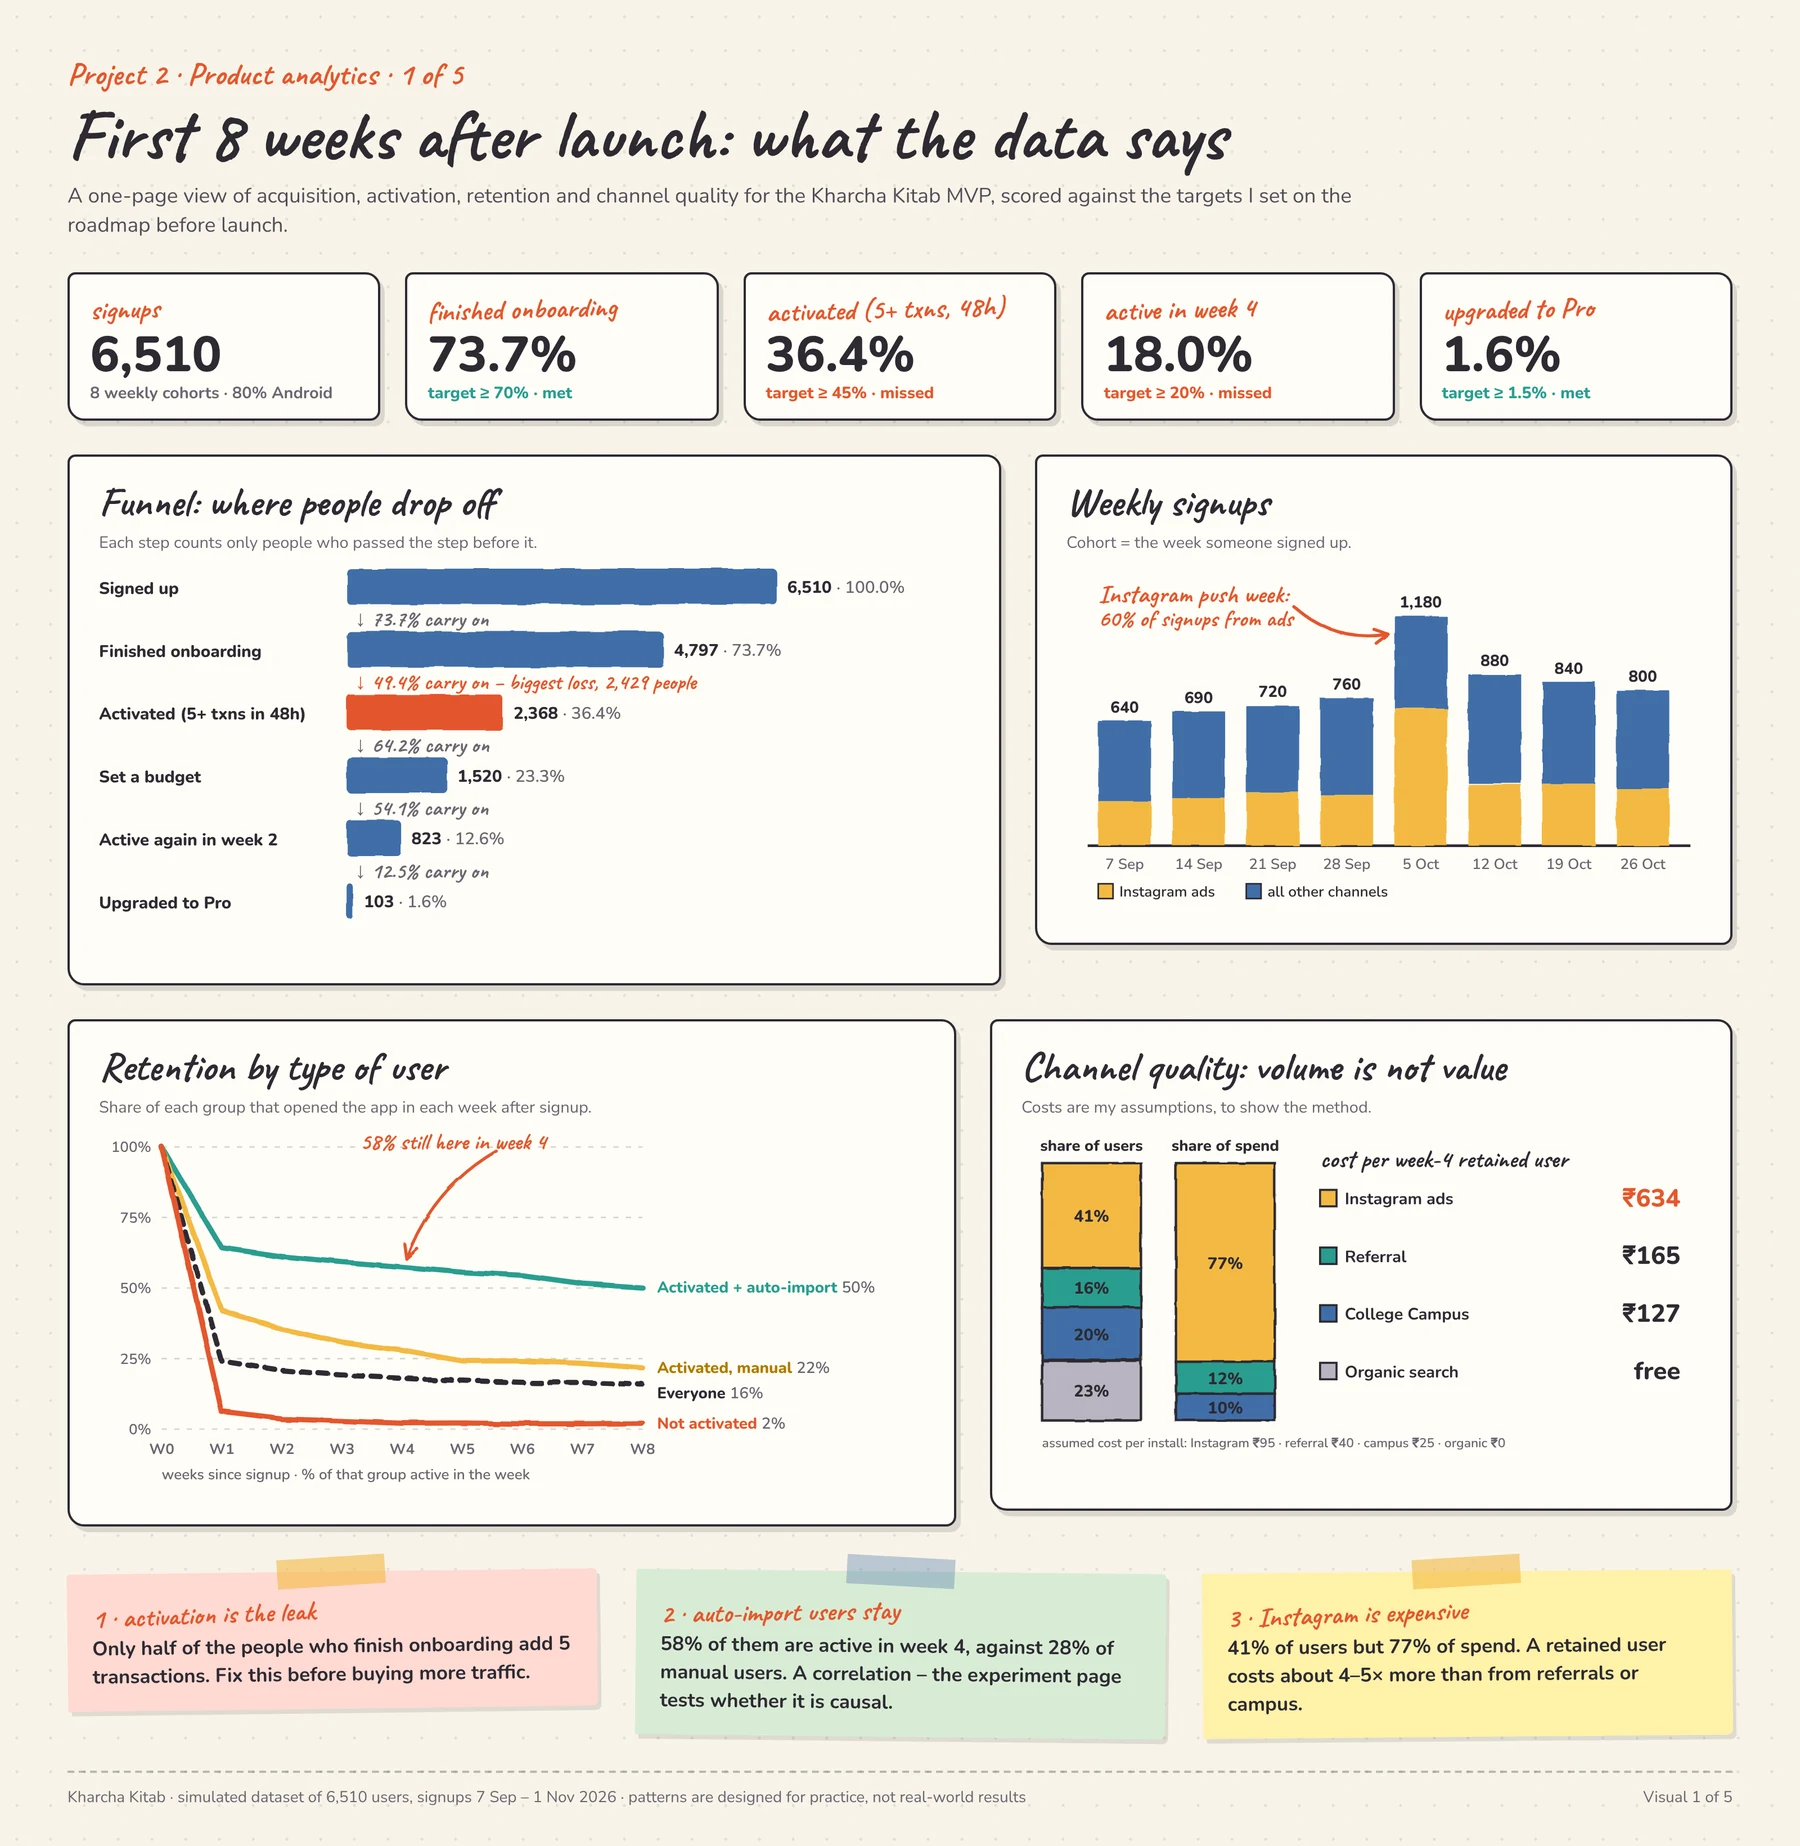 Project 2 · Product analytics · 1 of 5
First 8 weeks after launch: what the data says
A one-page view of acquisition, activation, retention and channel quality for the Kharcha Kitab MVP, scored against the targets I set on the
roadmap before launch.
signups
6,510
8 weekly cohorts · 80% Android
finished onboarding
73.7%
target ≥ 70% · met
activated (5+ txns, 48h)
36.4%
target ≥ 45% · missed
active in week 4
18.0%
target ≥ 20% · missed
upgraded to Pro
1.6%
target ≥ 1.5% · met
Funnel: where people drop off
Each step counts only people who passed the step before it.
Signed up
6,510 · 100.0%
↓ 73.7% carry on
Finished onboarding
4,797 · 73.7%
↓ 49.4% carry on – biggest loss, 2,429 people
Activated (5+ txns in 48h)
2,368 · 36.4%
↓ 64.2% carry on
Set a budget
1,520 · 23.3%
↓ 54.1% carry on
Active again in week 2
823 · 12.6%
↓ 12.5% carry on
Upgraded to Pro
103 · 1.6%
Weekly signups
Cohort = the week someone signed up.
Instagram push week:
60% of signups from ads
640
690
720
760
1,180
880
840
800
7 Sep
14 Sep
21 Sep
28 Sep
5 Oct
12 Oct
19 Oct
26 Oct
Instagram ads
all other channels
Retention by type of user
Share of each group that opened the app in each week after signup.
58% still here in week 4
100%
75%
50%
25%
0%
Activated + auto-import 50%
Activated, manual 22%
Everyone 16%
Not activated 2%
W0
W1
W2
W3
W4
W5
W6
W7
W8
weeks since signup · % of that group active in the week
Channel quality: volume is not value
Costs are my assumptions, to show the method.
share of users
share of spend
41%
16%
20%
23%
77%
12%
10%
cost per week-4 retained user
Instagram ads ₹634
Referral ₹165
College Campus ₹127
Organic search free
assumed cost per install: Instagram ₹95 · referral ₹40 · campus ₹25 · organic ₹0
1 · activation is the leak
Only half of the people who finish onboarding add 5
transactions. Fix this before buying more traffic.
2 · auto-import users stay
58% of them are active in week 4, against 28% of
manual users. A correlation – the experiment page
tests whether it is causal.
3 · Instagram is expensive
41% of users but 77% of spend. A retained user
costs about 4–5× more than from referrals or
campus.
Kharcha Kitab · simulated dataset of 6,510 users, signups 7 Sep – 1 Nov 2026 · patterns are designed for practice, not real-world results
Visual 1 of 5